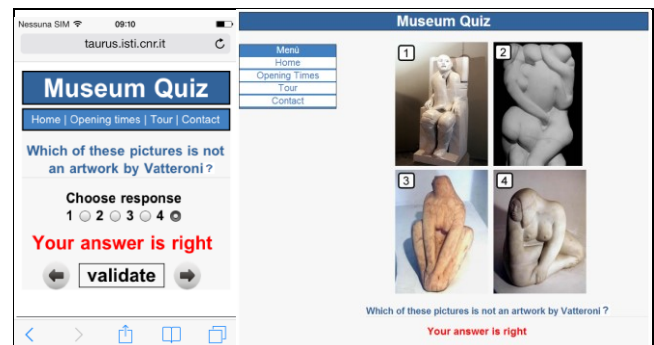 Nessuna SIM 09:10
taurus.isti.cnr.it
Museum Quiz
Home | Opening times | Tour | Contact
Which of these pictures is not
an artwork by Vatteroni ?
Choose response
1 2 3 4
Your answer is right
validate
Museum Quiz
Menù
Home
Opening Times
Tour
Contact
1
2
3
4
Which of these pictures is not an artwork by Vatteroni ?
Your answer is right